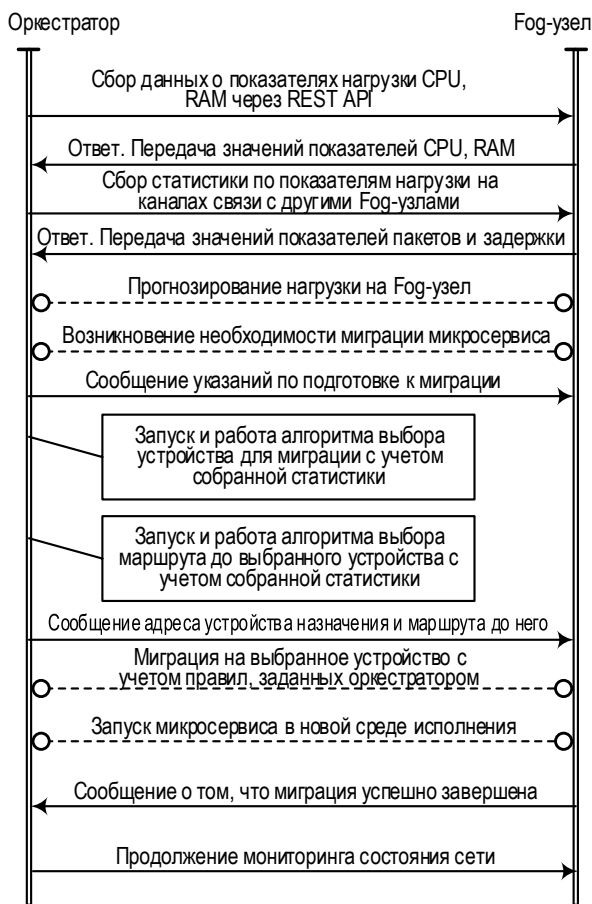 Оркестратор
Fog-узел
Сбор данных о показателях нагрузки CPU,
RAM через REST API
Ответ. Передача значений показателей CPU, RAM
Сбор статистики по показателям нагрузки на
каналах связи с другими Fog-узлами
Ответ. Передача значений показателей пакетов и задержки
Прогнозирование нагрузки на Fog-узел
Возникновение необходимости миграции микросервиса
Сообщение указаний по подготовке к миграции
Запуск и работа алгоритма выбора
устройства для миграции с учетом
собранной статистики
Запуск и работа алгоритма выбора
маршрута до выбранного устройства с
учетом собранной статистики
Сообщение адреса устройства назначения и маршрута до него
Миграция на выбранное устройство с
учетом правил, заданных оркестратором
Запуск микросервиса в новой среде исполнения
Сообщение о том, что миграция успешно завершена
Продолжение мониторинга состояния сети